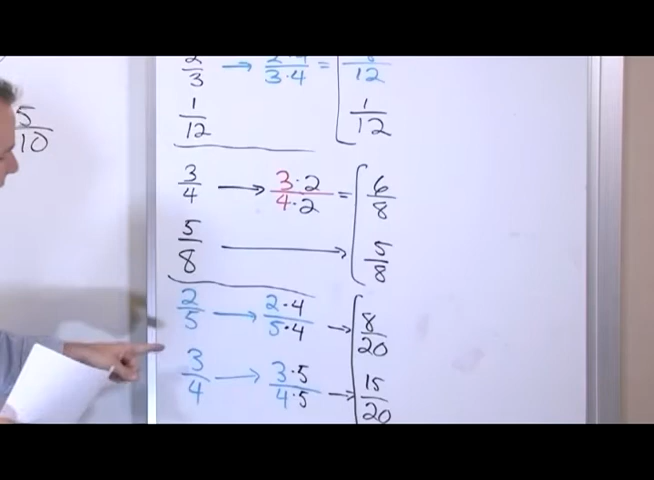 5/10
2/3 → 2·4/3·4 = 8/12
1/12 1/12
3/4 → 3·2/4·2 = 6/8
5/8 → 5/8
2/5 → 2·4/5·4 → 8/20
3/4 → 3·5/4·5 → 15/20